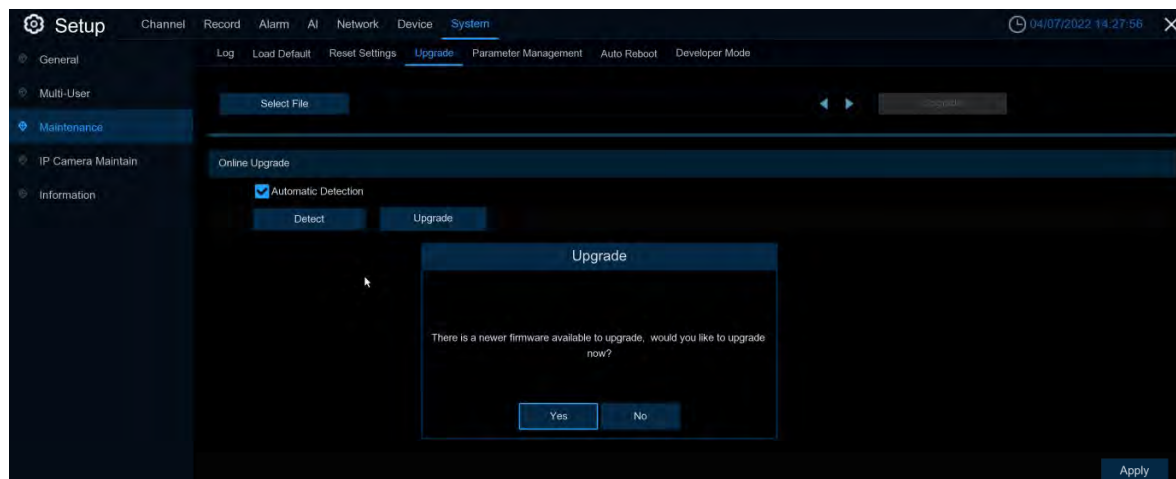 Setup
Channel Record Alarm AI Network Device System
04/07/2022 14:27:56
General
Multi-User
Maintenance
IP Camera Maintain
Information
Log Load Default Reset Settings Upgrade Parameter Management Auto Reboot Developer Mode
Select File
Upgrade
Online Upgrade
Automatic Detection
Detect Upgrade
Upgrade
There is a newer firmware available to upgrade, would you like to upgrade
now?
Yes No
Apply